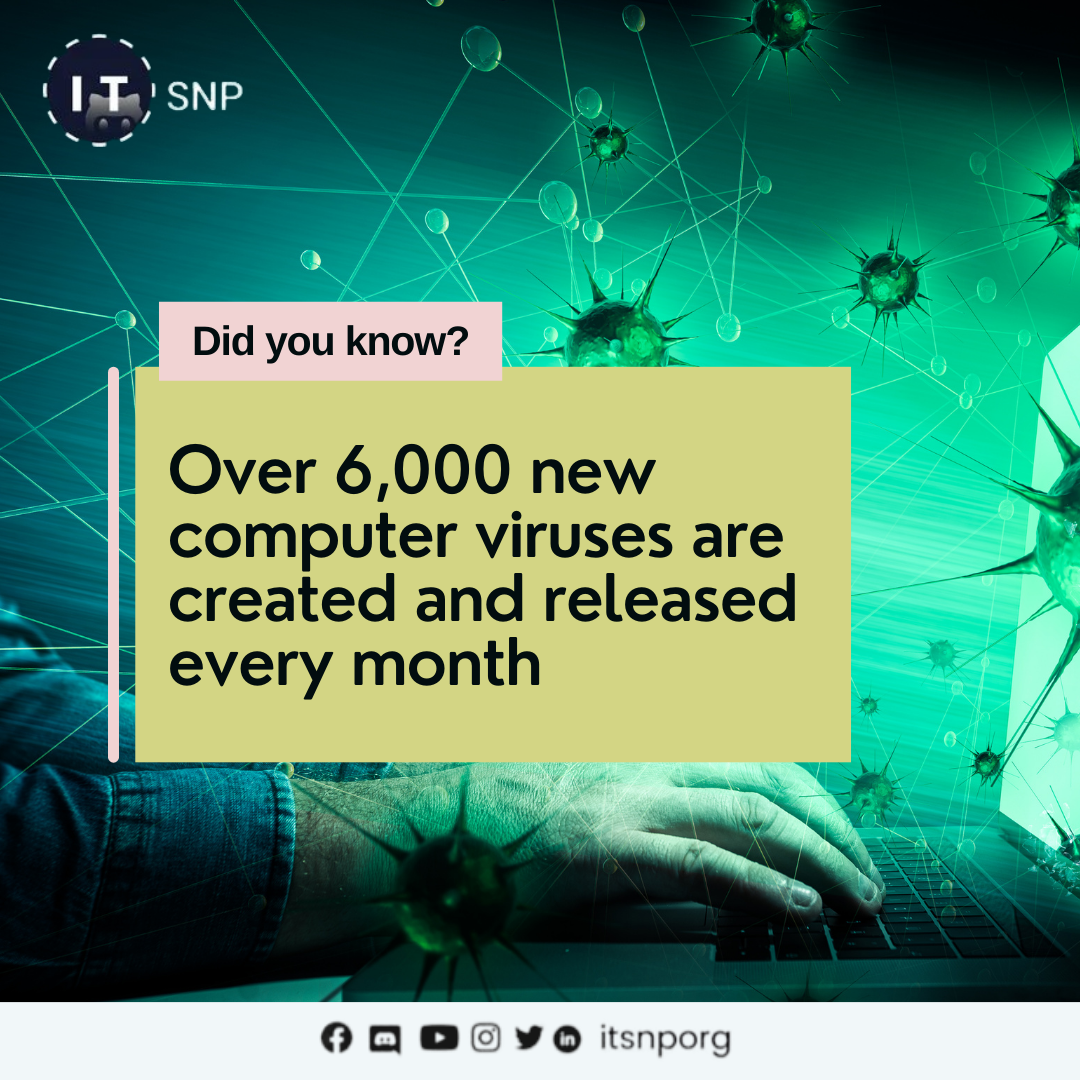 IT SNP
Did you know?
Over 6,000 new
computer viruses are
created and released
every month
itsnporg